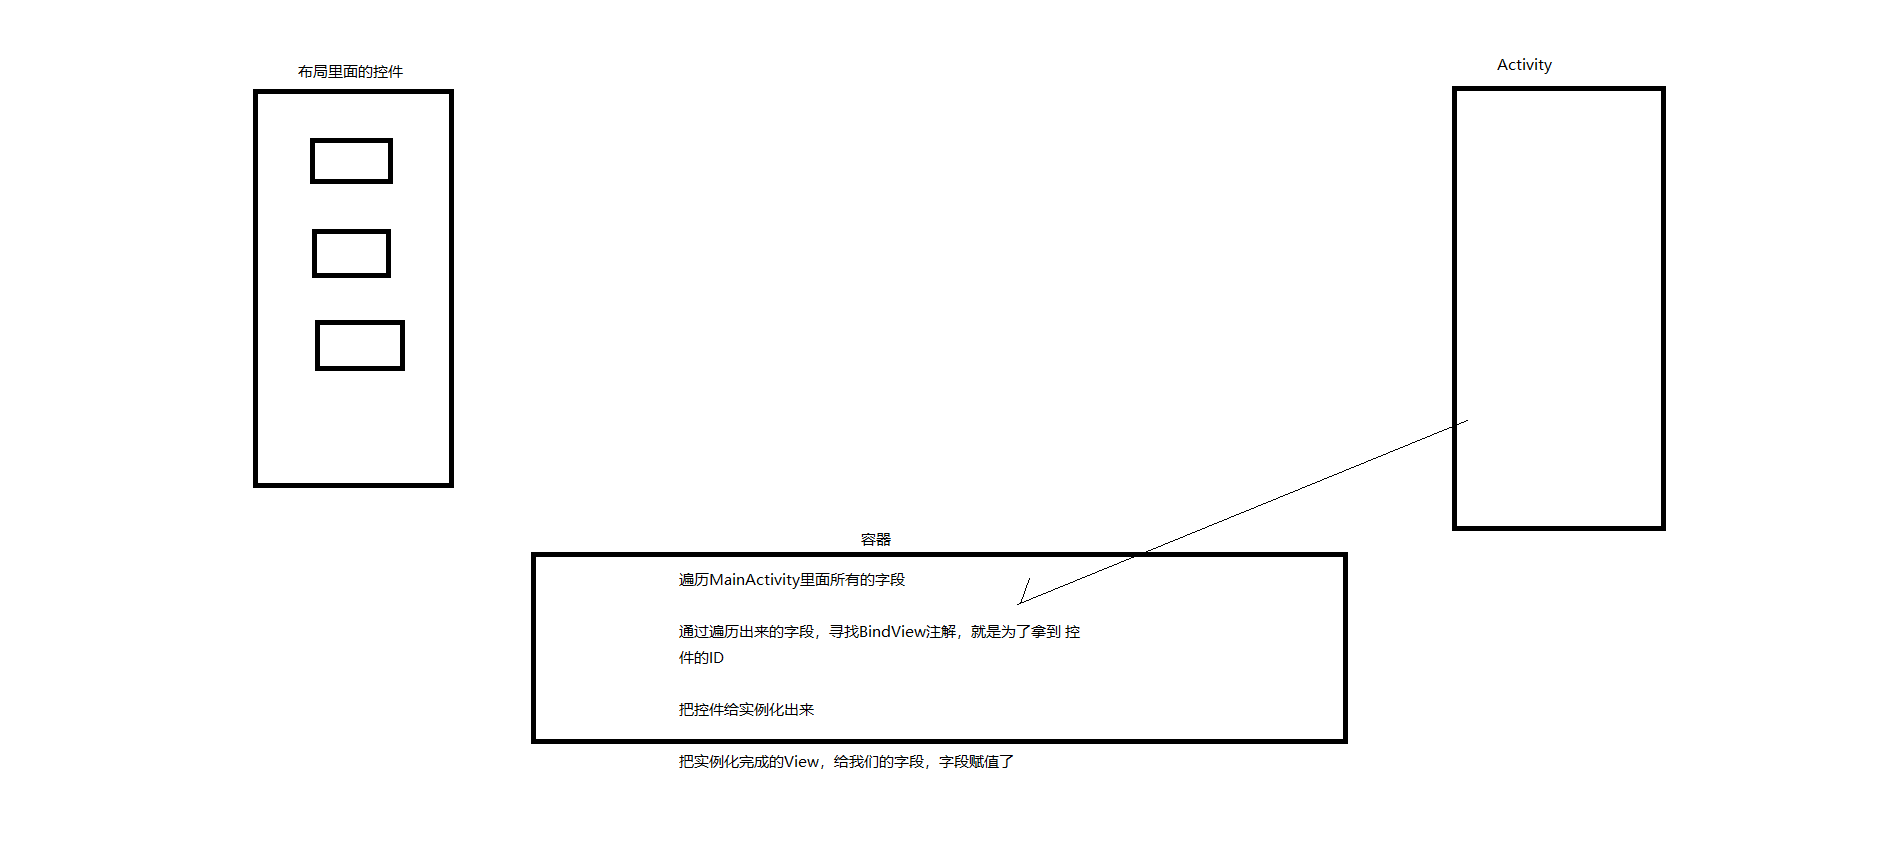 布局里面的控件
Activity
容器
遍历MainActivity里面所有的字段
通过遍历出来的字段，寻找BindView注解，就是为了拿到 控
件的ID
把控件给实例化出来
把实例化完成的View，给我们的字段，字段赋值了